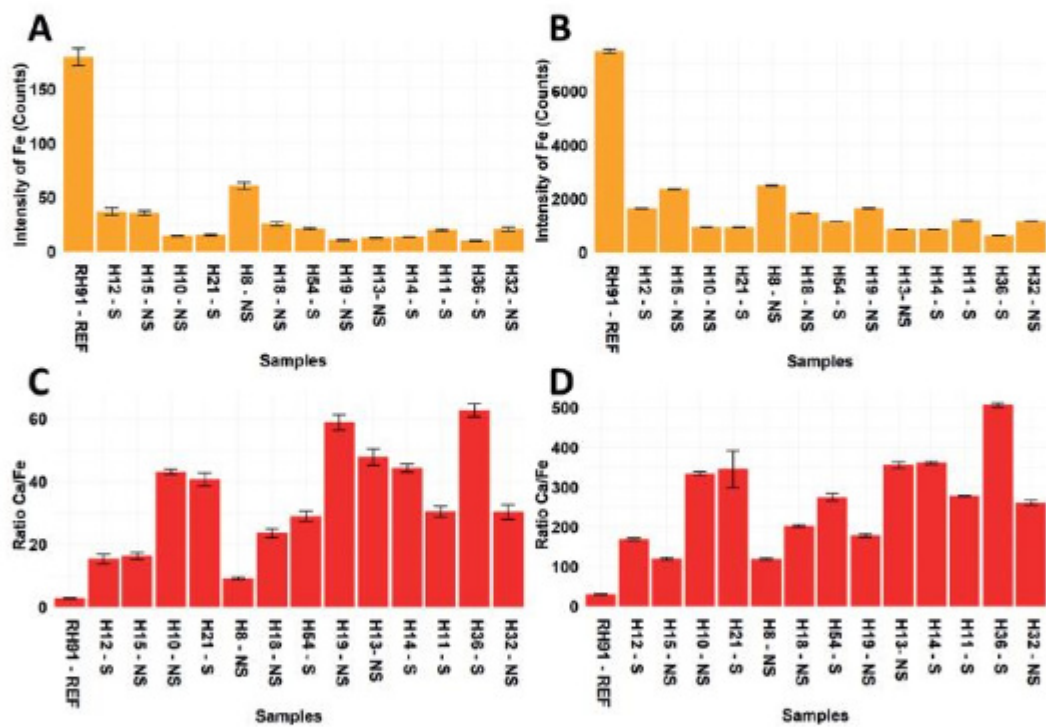 A
Intensity of Fe (Counts)
150
100
50
0
RH91 - REF
H12 - S
H15 - NS
H10 - NS
H21 - S
H8 - NS
H18 - NS
H54 - S
H19 - NS
H13- NS
H14 - S
H11 - S
H36 - S
H32 - NS
Samples
B
Intensity of Fe (Counts)
6000
4000
2000
0
RH91 - REF
H12 - S
H15 - NS
H10 - NS
H21 - S
H8 - NS
H18 - NS
H54 - S
H19 - NS
H13- NS
H14 - S
H11 - S
H36 - S
H32 - NS
Samples
C
Ratio Ca/Fe
60
40
20
0
RH91 - REF
H12 - S
H15 - NS
H10 - NS
H21 - S
H8 - NS
H18 - NS
H54 - S
H19 - NS
H13- NS
H14 - S
H11 - S
H36 - S
H32 - NS
Samples
D
Ratio Ca/Fe
500
400
300
200
100
0
RH91 - REF
H12 - S
H15 - NS
H10 - NS
H21 - S
H8 - NS
H18 - NS
H54 - S
H19 - NS
H13- NS
H14 - S
H11 - S
H36 - S
H32 - NS
Samples